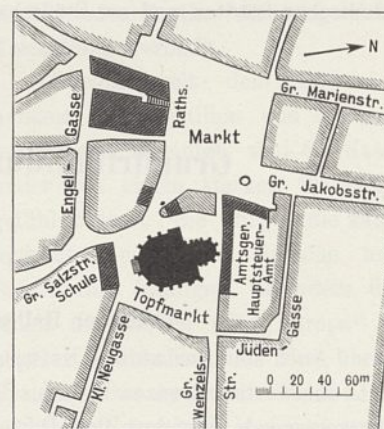 N
Gr. Marienstr.
Raths.
Gasse
Markt
Engel-
Gr. Jakobsstr.
Amtsger.
Hauptsteuer-
Amt
Gr. Salzstr.
Schule
Topfmarkt
Gasse
Jüden-
Kl. Neugasse
Gr.
Wenzels-
Str.
0 20 40 60m